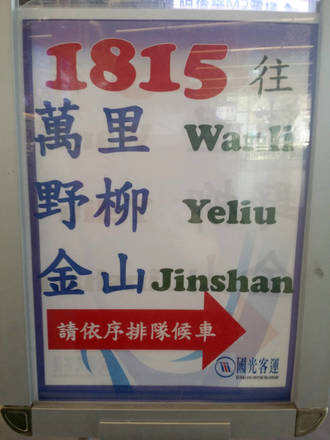 1815 往
萬里 Wanli
野柳 Yeliu
金山 Jinshan
請依序排隊候車
國光客運